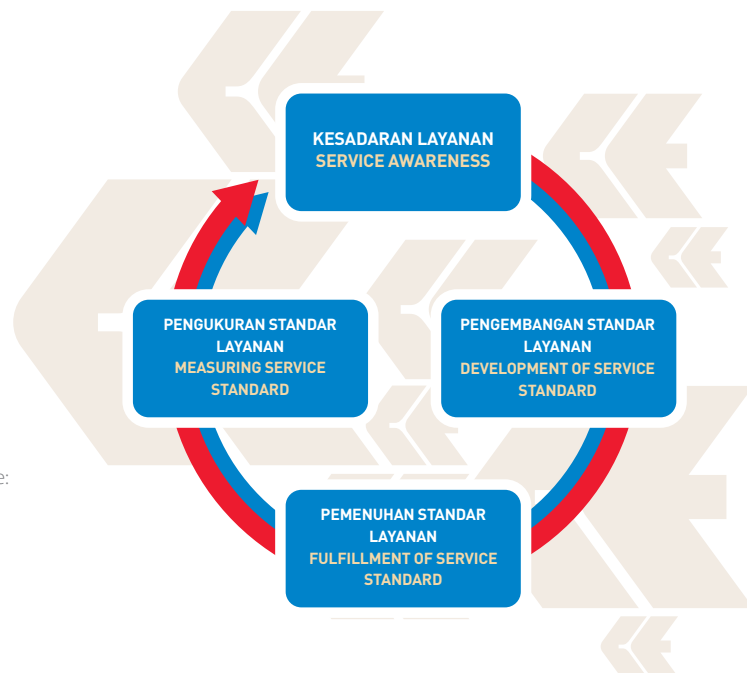 KESADARAN LAYANAN
SERVICE AWARENESS
PENGUKURAN STANDAR
LAYANAN
MEASURING SERVICE
STANDARD
PENGEMBANGAN STANDAR
LAYANAN
DEVELOPMENT OF SERVICE
STANDARD
e:
PEMENUHAN STANDAR
LAYANAN
FULFILLMENT OF SERVICE
STANDARD